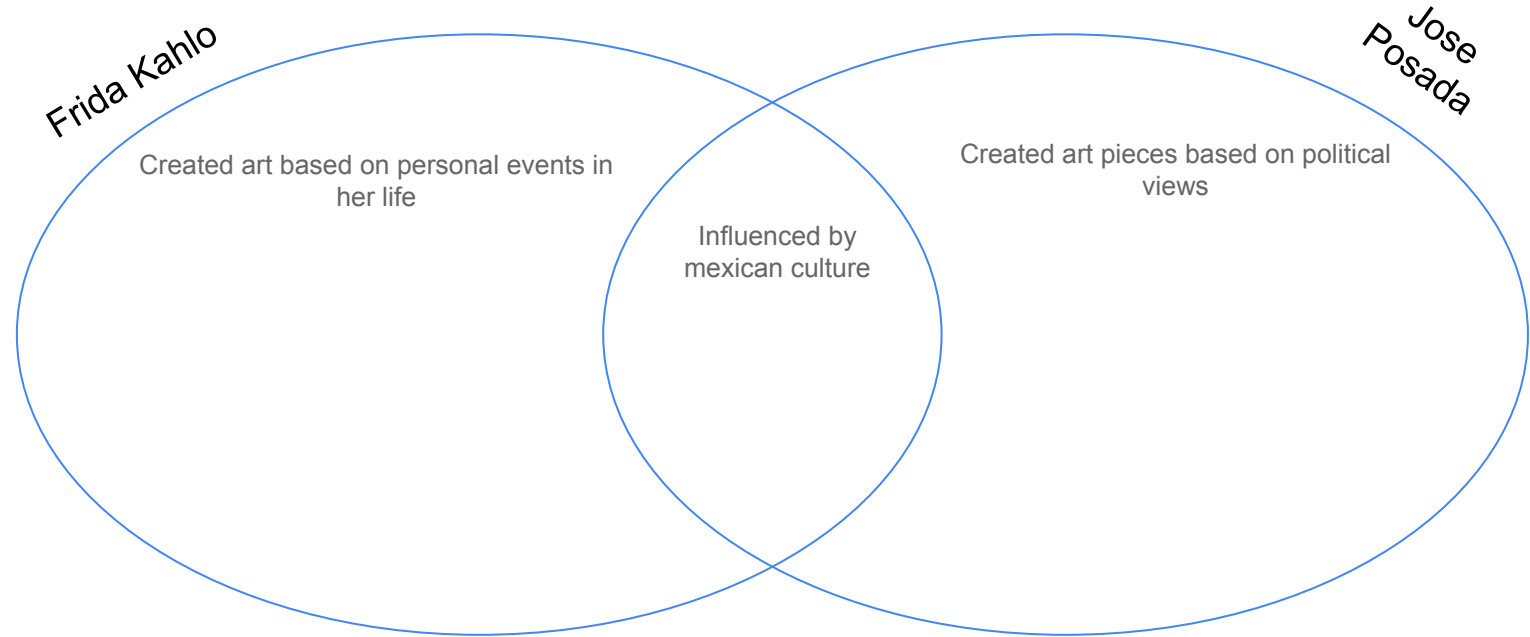 Frida Kahlo
Jose
Posada
Created art based on personal events in
her life
Influenced by
mexican culture
Created art pieces based on political
views